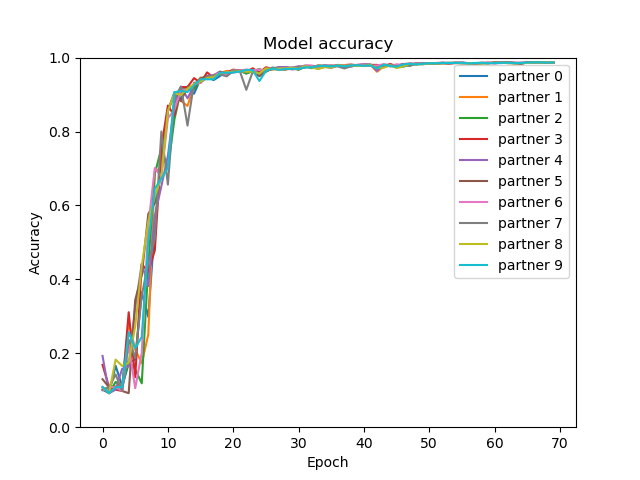 Model accuracy
1.0
0.8
0.6
0.4
0.2
0.0
Accuracy
partner 0
partner 1
partner 2
partner 3
partner 4
partner 5
partner 6
partner 7
partner 8
partner 9
0 10 20 30 40 50 60 70
Epoch